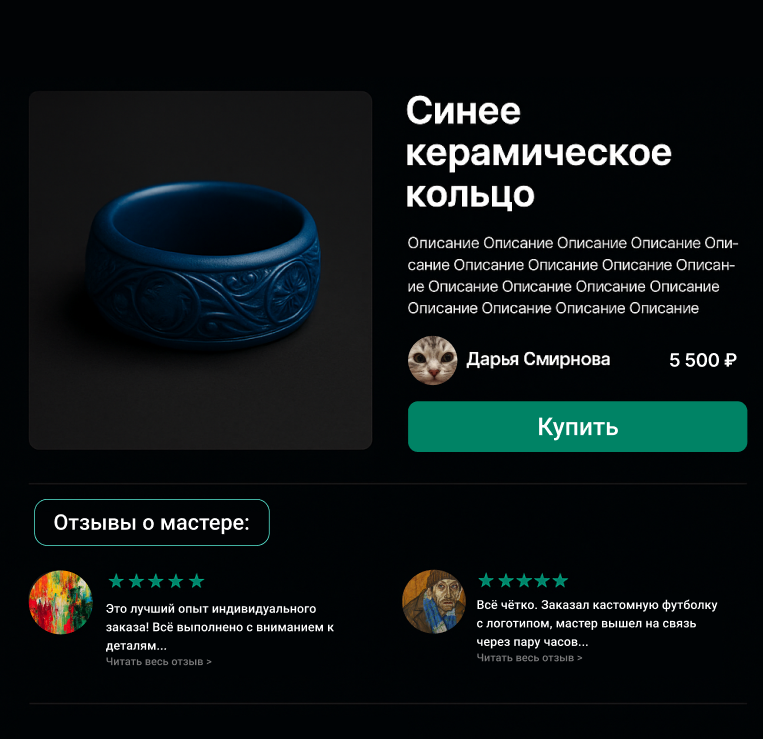 Синее
керамическое
кольцо
Описание Описание Описание Описание Опи-
сание Описание Описание Описание Описан-
ие Описание Описание Описание Описание
Описание Описание Описание Описание
Дарья Смирнова
5 500 ₽
Купить
Отзывы о мастере:
Это лучший опыт индивидуального
заказа! Всё выполнено с вниманием к
деталям...
Читать весь отзыв >
Всё чётко. Заказал кастомную футболку
с логотипом, мастер вышел на связь
через пару часов...
Читать весь отзыв >